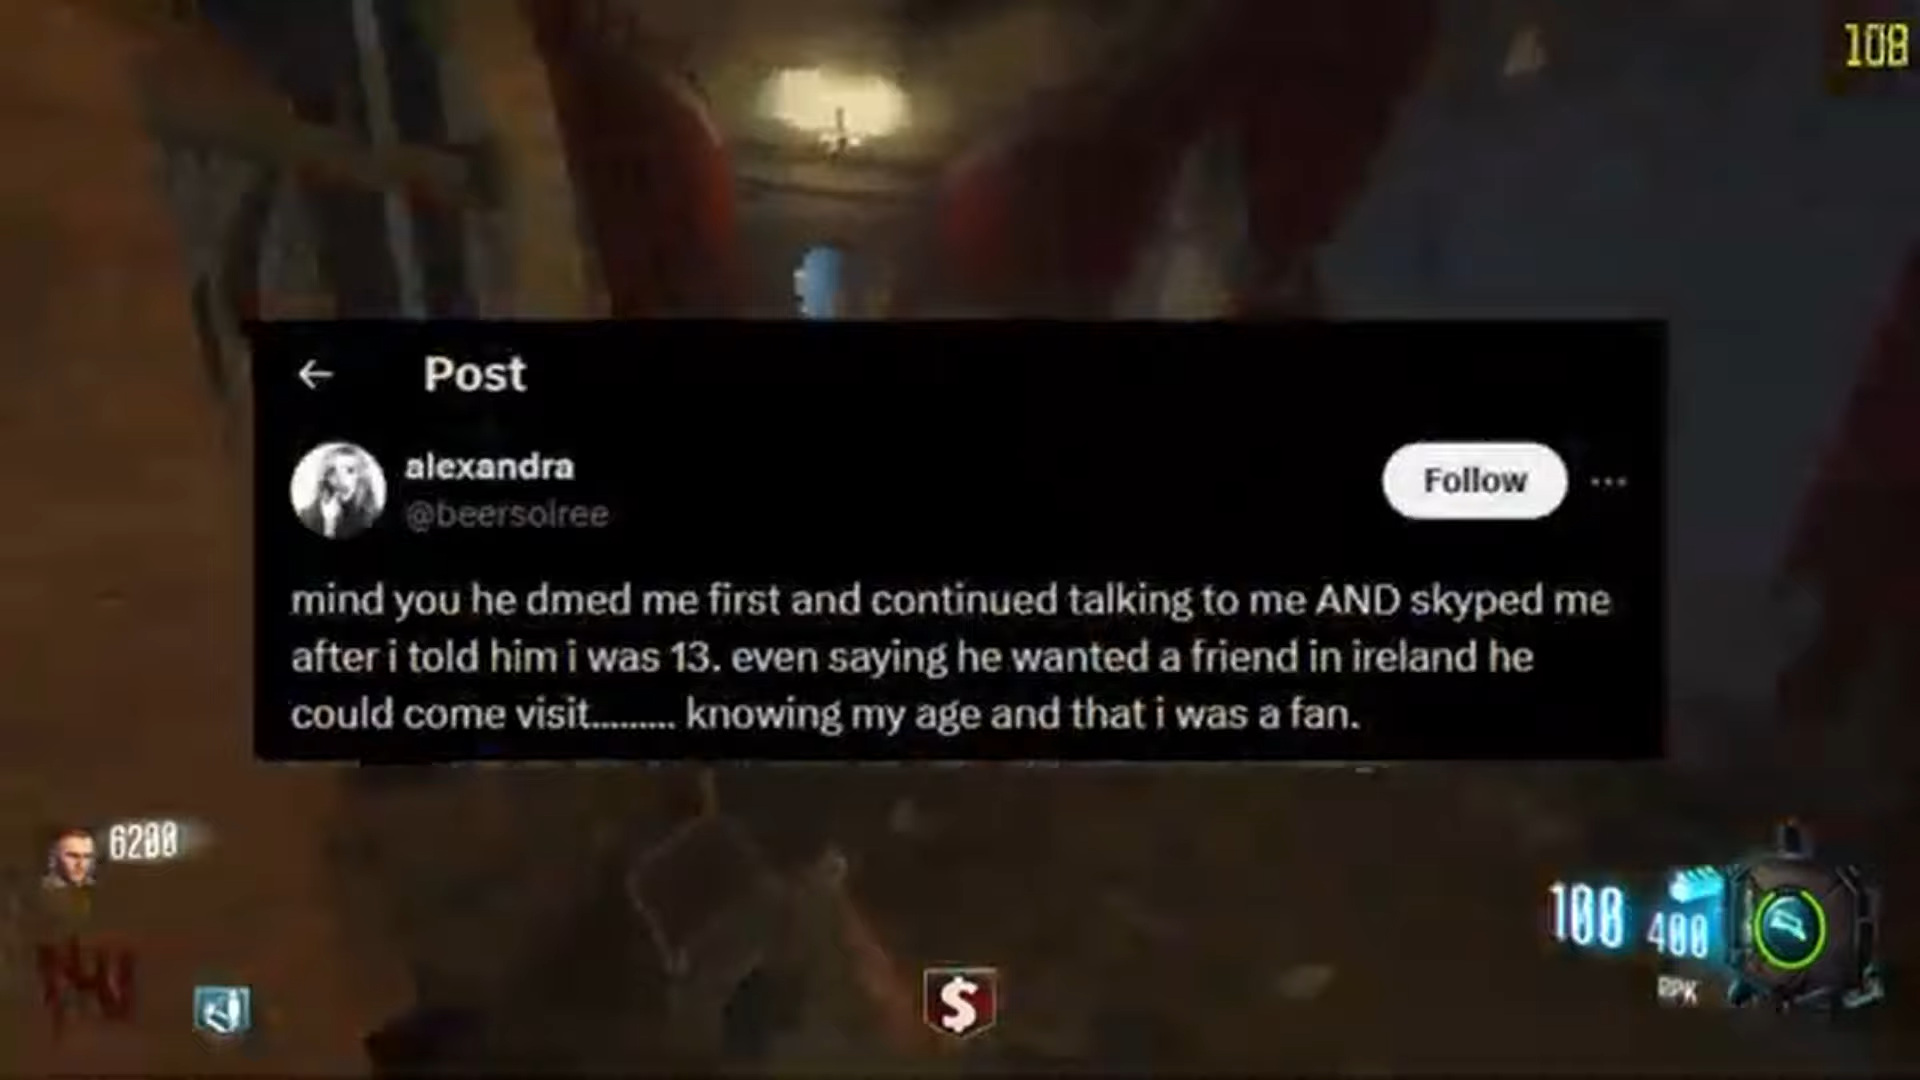 108
Post
alexandra
@beersolree
Follow
mind you he dmed me first and continued talking to me AND skyped me
after i told him i was 13. even saying he wanted a friend in ireland he
could come visit......... knowing my age and that i was a fan.
6200
100
400
RPK
$